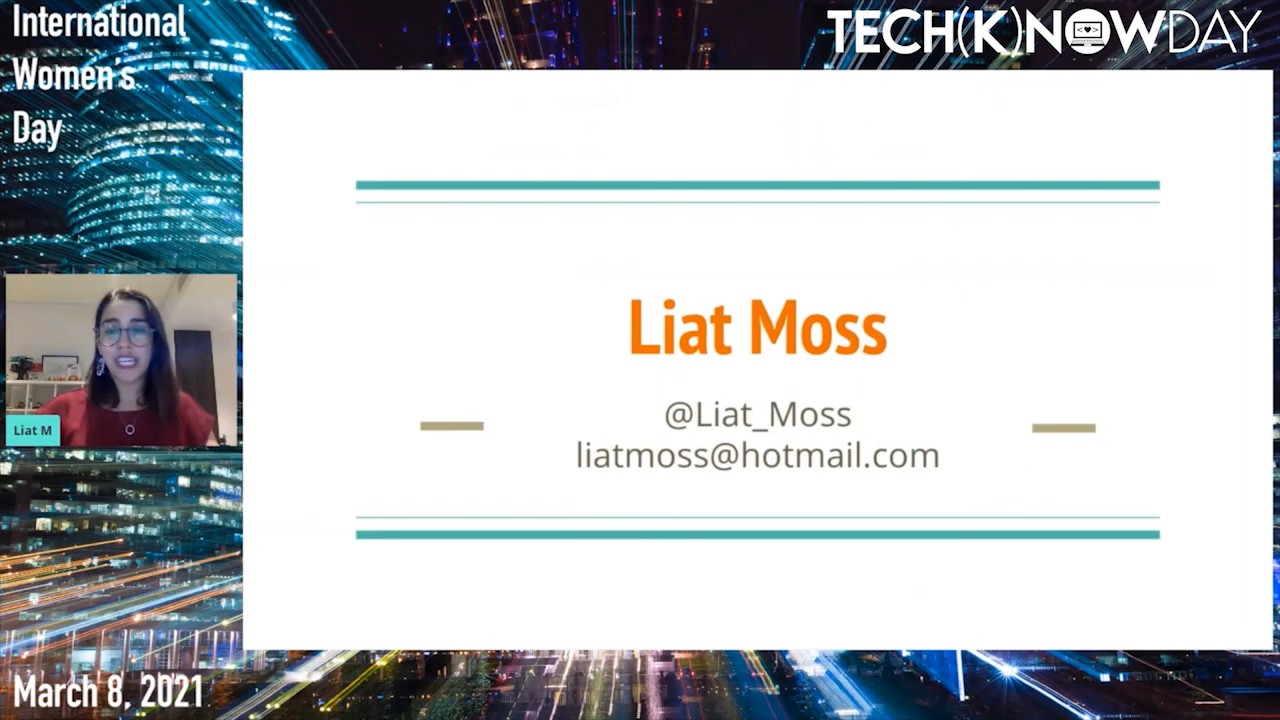 International
Women's
Day
TECH(K)NOWDAY
Liat Moss
@Liat_Moss
liatmoss@hotmail.com
Liat M
March 8, 2021